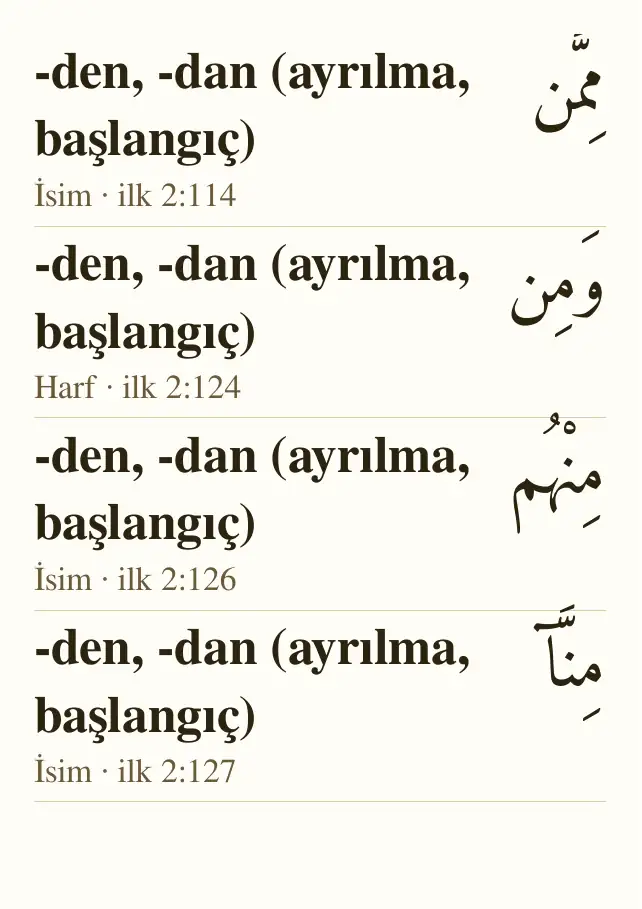 -den, -dan (ayrılma,
başlangıç)
مِمَّن
İsim · ilk 2:114
-den, -dan (ayrılma,
başlangıç)
وَمِن
Harf · ilk 2:124
-den, -dan (ayrılma,
başlangıç)
مِنْهُم
İsim · ilk 2:126
-den, -dan (ayrılma,
başlangıç)
مِنَّآ
İsim · ilk 2:127